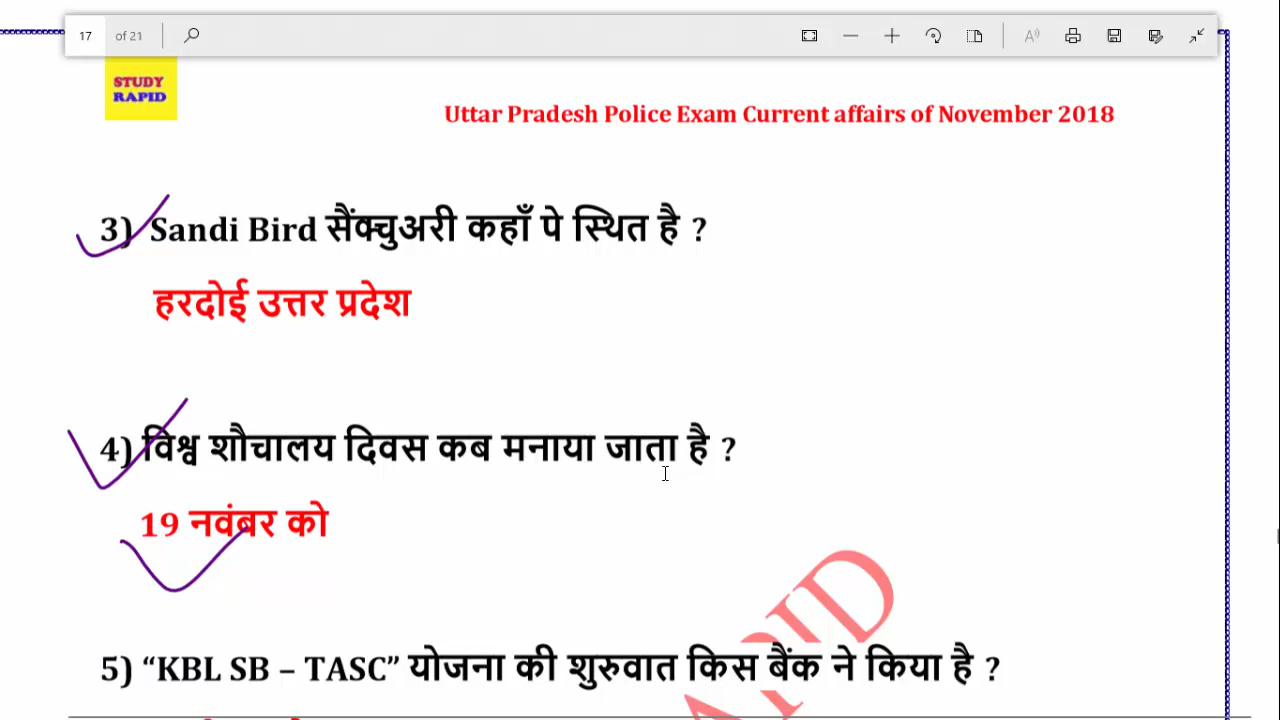 17 of 21
STUDY
RAPID
Uttar Pradesh Police Exam Current affairs of November 2018
3) Sandi Bird सैंक्चुअरी कहाँ पे स्थित है ?
हरदोई उत्तर प्रदेश
4) विश्व शौचालय दिवस कब मनाया जाता है ?
19 नवंबर को
5) “KBL SB – TASC” योजना की शुरुवात किस बैंक ने किया है ?